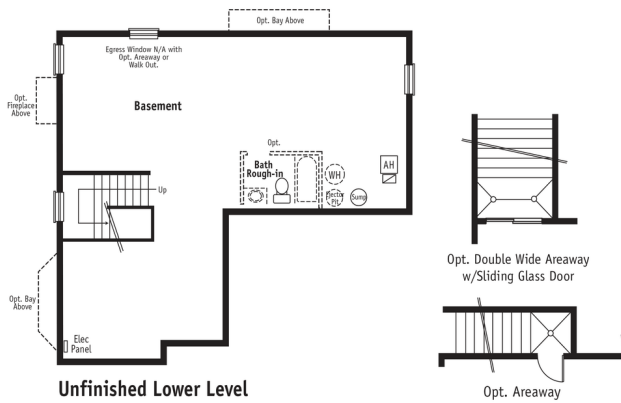 Opt. Bay Above
Egress Window N/A with
Opt. Areaway or
Walk Out.
Opt.
Fireplace
Above
Basement
Opt.
Bath
Rough-in
WH
AH
Ejector
Pit
Sump
Up
Opt. Bay
Above
Elec
Panel
Unfinished Lower Level
Opt. Double Wide Areaway
w/Sliding Glass Door
Opt. Areaway